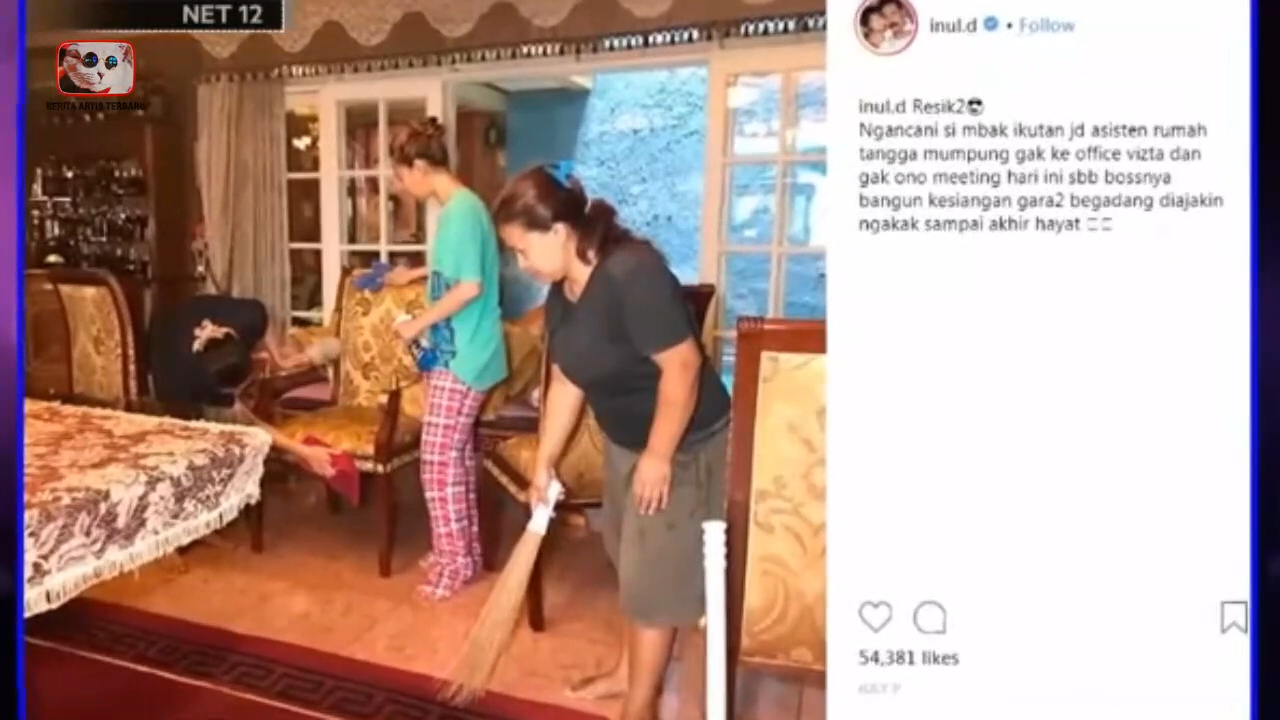 NET 12
BERITA ARTIS TERBARU
inul.d • Follow
inul.d Resik2😎
Ngancani si mbak ikutan jd asisten rumah
tangga mumpung gak ke office vizta dan
gak ono meeting hari ini sbb bossnya
bangun kesiangan gara2 begadang diajakin
ngakak sampai akhir hayat
54,381 likes